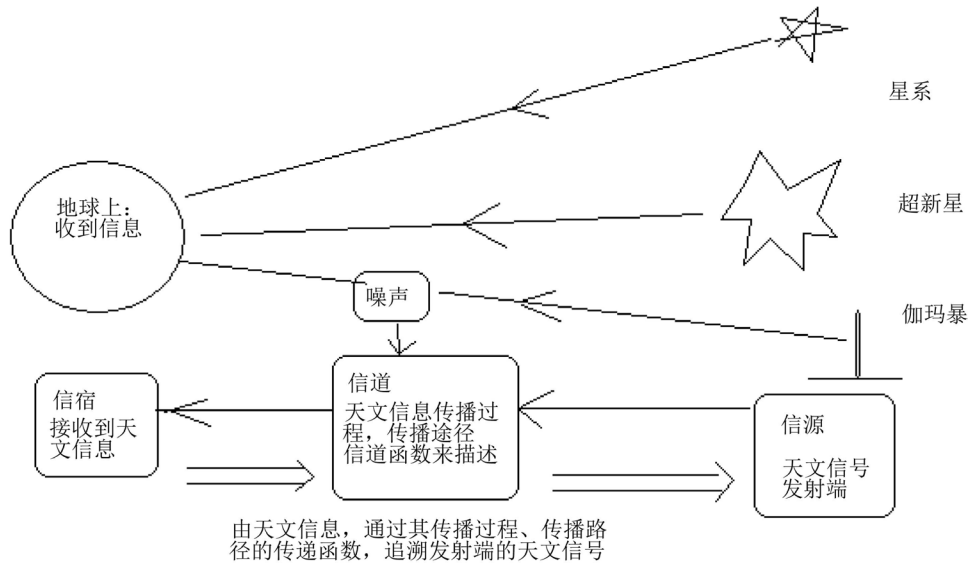 星系
地球上：
收到信息
超新星
噪声
伽玛暴
信宿
接收到天
文信息
信道
天文信息传播过
程，传播途径
信道函数来描述
信源
天文信号
发射端
由天文信息，通过其传播过程、传播路
径的传递函数，追溯发射端的天文信号